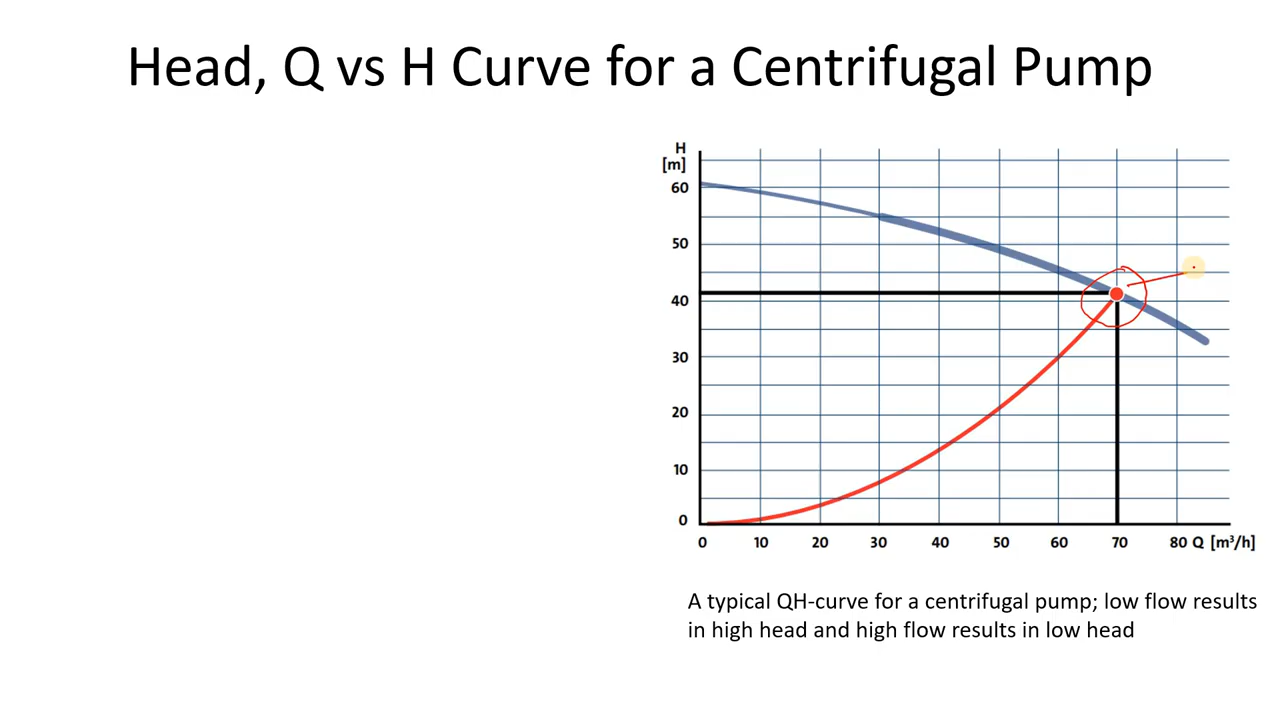 Head, Q vs H Curve for a Centrifugal Pump
H
[m]
60
50
40
30
20
10
0
0 10 20 30 40 50 60 70 80 Q [m³/h]
A typical QH-curve for a centrifugal pump; low flow results
in high head and high flow results in low head